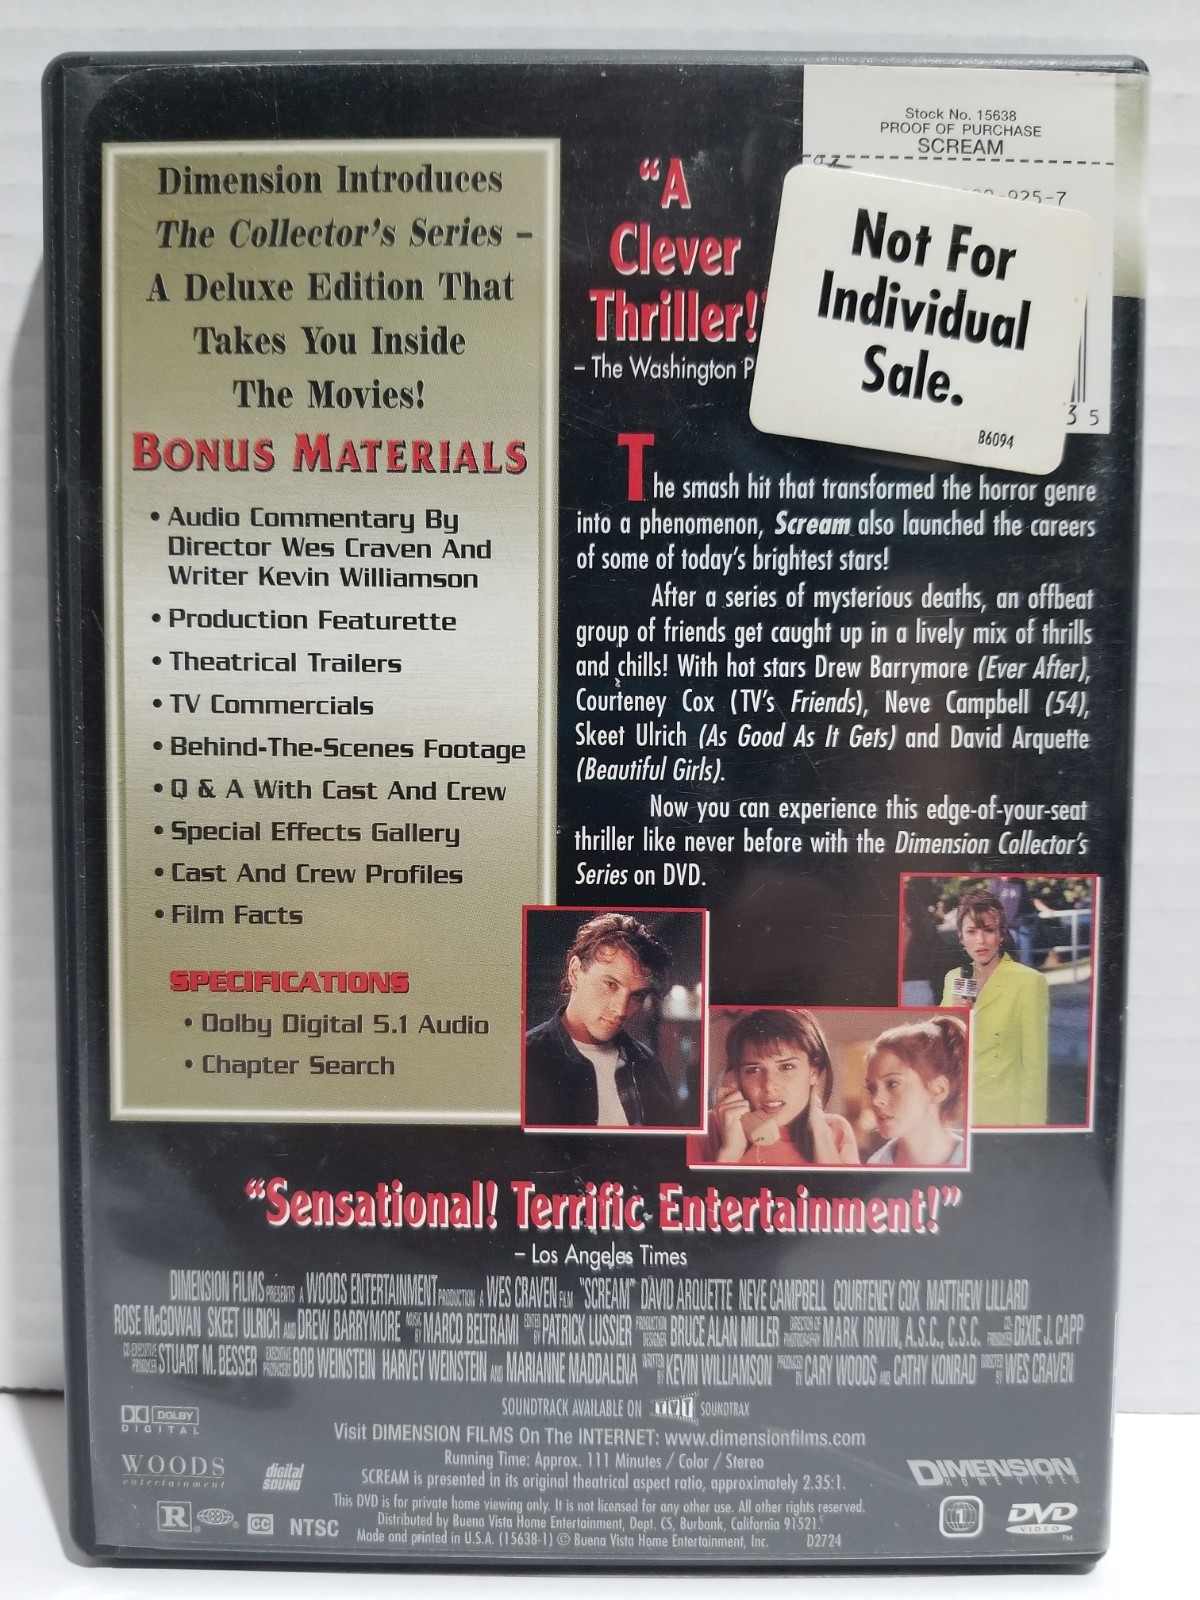 Stock No. 15638
PROOF OF PURCHASE
SCREAM
925-7
Not For
Individual
Sale.
B6094
3 5
Dimension Introduces
The Collector's Series –
A Deluxe Edition That
Takes You Inside
The Movies!
BONUS MATERIALS
• Audio Commentary By
Director Wes Craven And
Writer Kevin Williamson
• Production Featurette
• Theatrical Trailers
• TV Commercials
• Behind-The-Scenes Footage
• Q & A With Cast And Crew
• Special Effects Gallery
• Cast And Crew Profiles
• Film Facts
SPECIFICATIONS
• Dolby Digital 5.1 Audio
• Chapter Search
“A
Clever
Thriller!”
– The Washington P
The smash hit that transformed the horror genre
into a phenomenon, Scream also launched the careers
of some of today's brightest stars!
After a series of mysterious deaths, an offbeat
group of friends get caught up in a lively mix of thrills
and chills! With hot stars Drew Barrymore (Ever After),
Courteney Cox (TV's Friends), Neve Campbell (54),
Skeet Ulrich (As Good As It Gets) and David Arquette
(Beautiful Girls).
Now you can experience this edge-of-your-seat
thriller like never before with the Dimension Collector's
Series on DVD.
“Sensational! Terrific Entertainment!”
– Los Angeles Times
DIMENSION FILMS PRESENTS A WOODS ENTERTAINMENT PRODUCTION A WES CRAVEN FILM "SCREAM" DAVID ARQUETTE NEVE CAMPBELL COURTENEY COX MATTHEW LILLARD
ROSE McGOWAN SKEET ULRICH AND DREW BARRYMORE MUSIC BY MARCO BELTRAMI EDITED BY PATRICK LUSSIER PRODUCTION DESIGNER BRUCE ALAN MILLER DIRECTOR OF PHOTOGRAPHY MARK IRWIN, A.S.C., C.S.C. CO-PRODUCER DIXIE J. CAPP
CO-EXECUTIVE PRODUCER STUART M. BESSER EXECUTIVE PRODUCERS BOB WEINSTEIN HARVEY WEINSTEIN AND MARIANNE MADDALENA WRITTEN BY KEVIN WILLIAMSON PRODUCED BY CARY WOODS AND CATHY KONRAD DIRECTED BY WES CRAVEN
SOUNDTRACK AVAILABLE ON TVT SOUNDTRAX
Visit DIMENSION FILMS On The INTERNET: www.dimensionfilms.com
Running Time: Approx. 111 Minutes / Color / Stereo
SCREAM is presented in its original theatrical aspect ratio, approximately 2.35:1.
This DVD is for private home viewing only. It is not licensed for any other use. All other rights reserved.
Distributed by Buena Vista Home Entertainment, Dept. CS, Burbank, California 91521.
Made and printed in U.S.A. (15638-1) © Buena Vista Home Entertainment, Inc. D2724
DOLBY
DIGITAL
WOODS
entertainment
digital
SOUND
R CC NTSC
DIMENSION
HOME VIDEO
1
DVD
VIDEO
TM